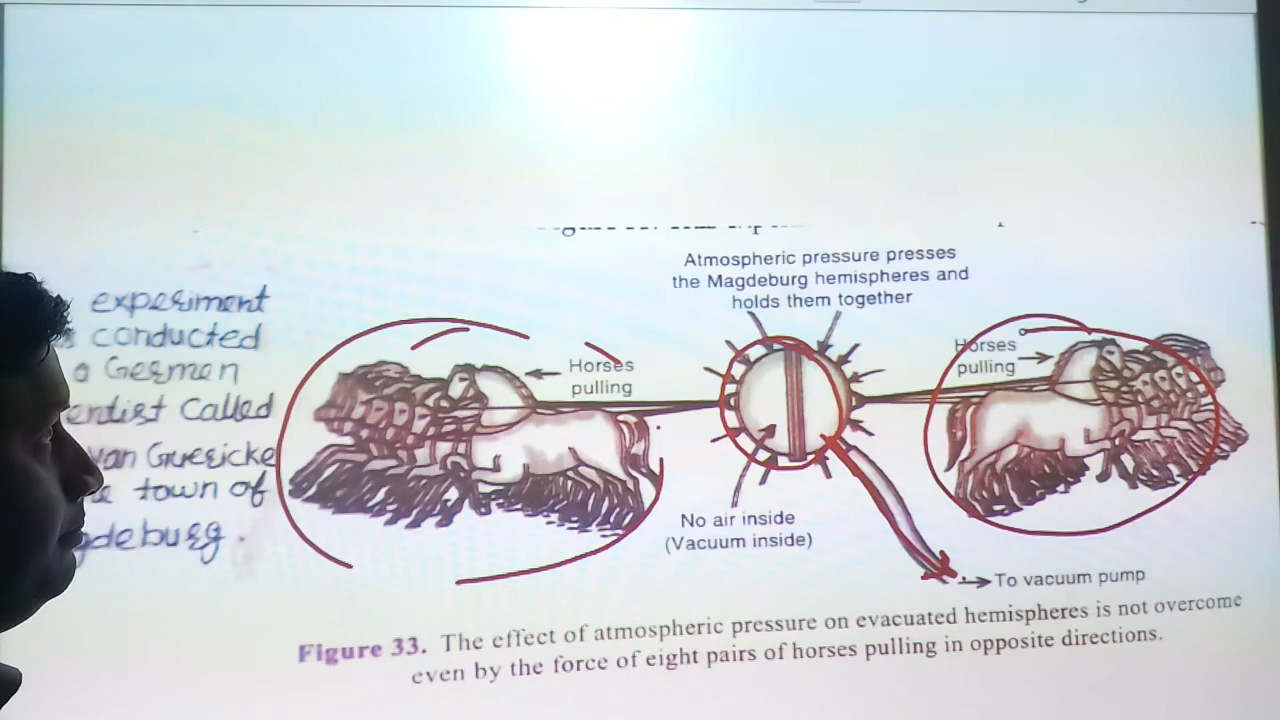 experiment
conducted
a Germen
Called
van Guericke
town of
Atmospheric pressure presses
the Magdeburg hemispheres and
holds them together
Horses
pulling
Horses
pulling
No air inside
(Vacuum inside)
To vacuum pump
Figure 33. The effect of atmospheric pressure on evacuated hemispheres is not overcome
even by the force of eight pairs of horses pulling in opposite directions.